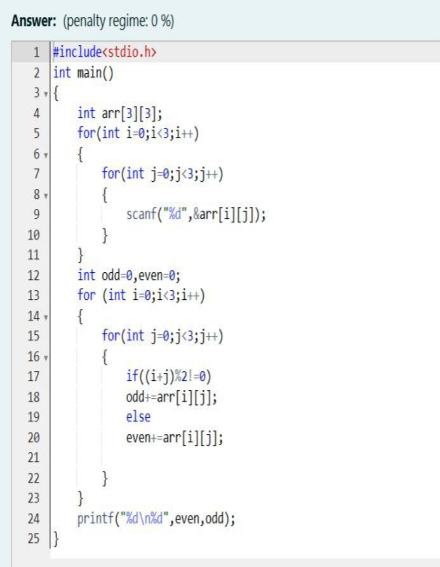 Answer: (penalty regime: 0 %)
1 #include<stdio.h>
2 int main()
3 {
4 int arr[3][3];
5 for(int i=0;i<3;i++)
6 {
7 for(int j=0;j<3;j++)
8 {
9 scanf("%d",&arr[i][j]);
10 }
11 }
12 int odd=0,even=0;
13 for (int i=0;i<3;i++)
14 {
15 for(int j=0;j<3;j++)
16 {
17 if((i+j)%2!=0)
18 odd+=arr[i][j];
19 else
20 even+=arr[i][j];
21
22 }
23 }
24 printf("%d\n%d",even,odd);
25 }